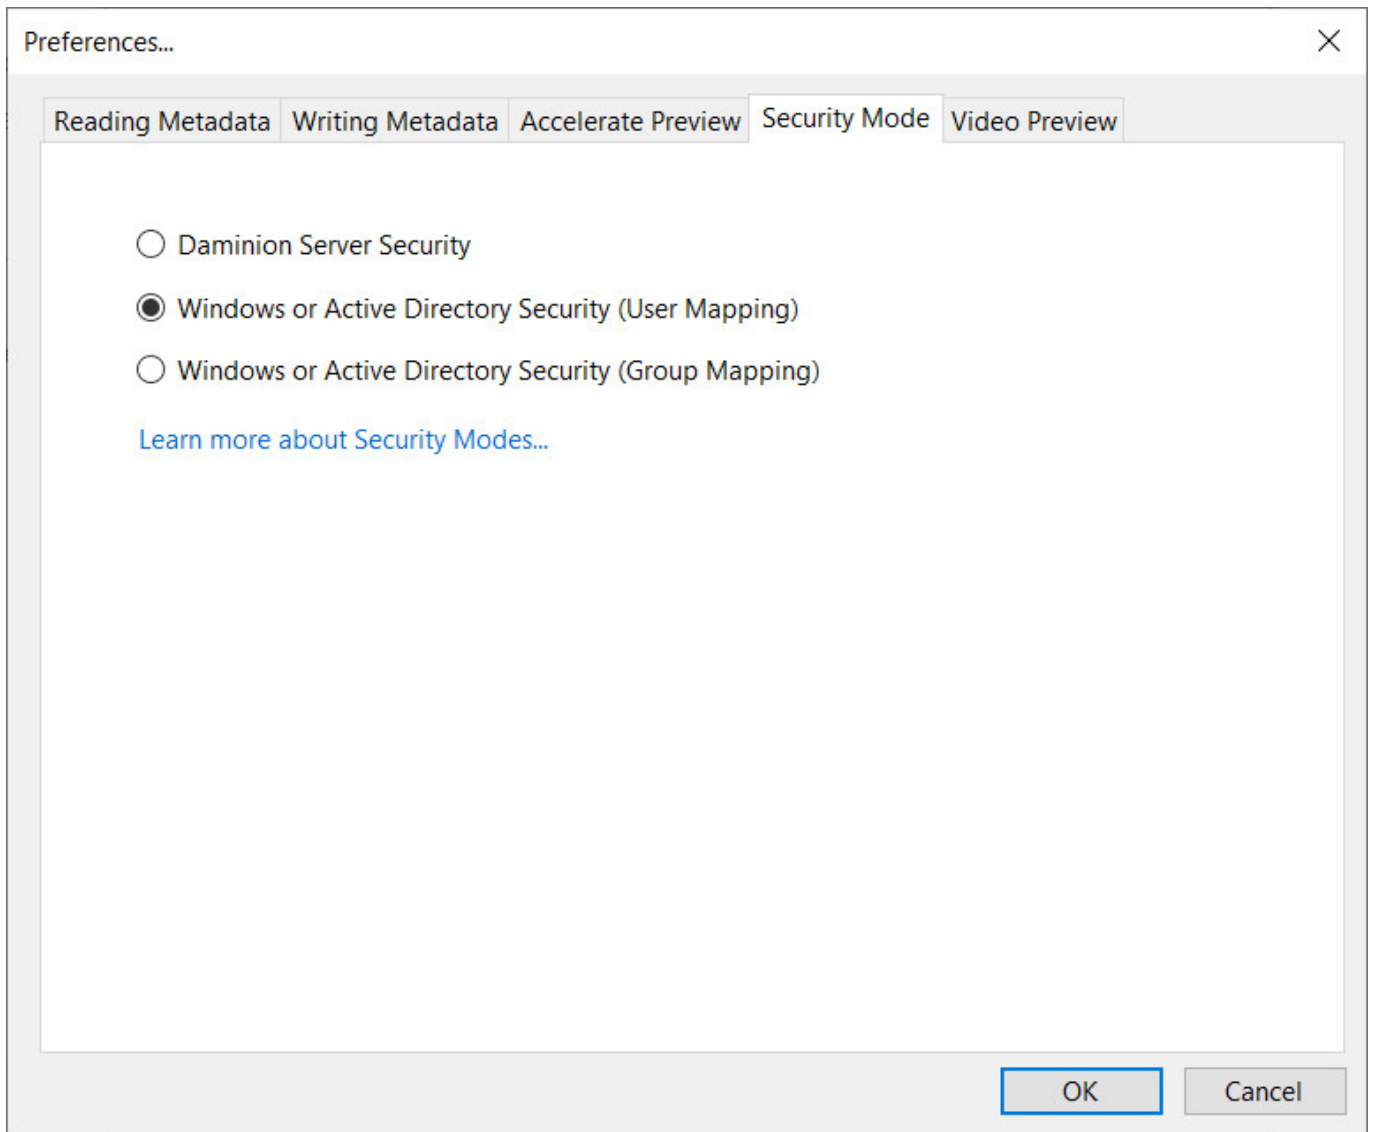 Preferences...
Reading Metadata Writing Metadata Accelerate Preview Security Mode Video Preview
Daminion Server Security
Windows or Active Directory Security (User Mapping)
Windows or Active Directory Security (Group Mapping)
Learn more about Security Modes...
OK Cancel